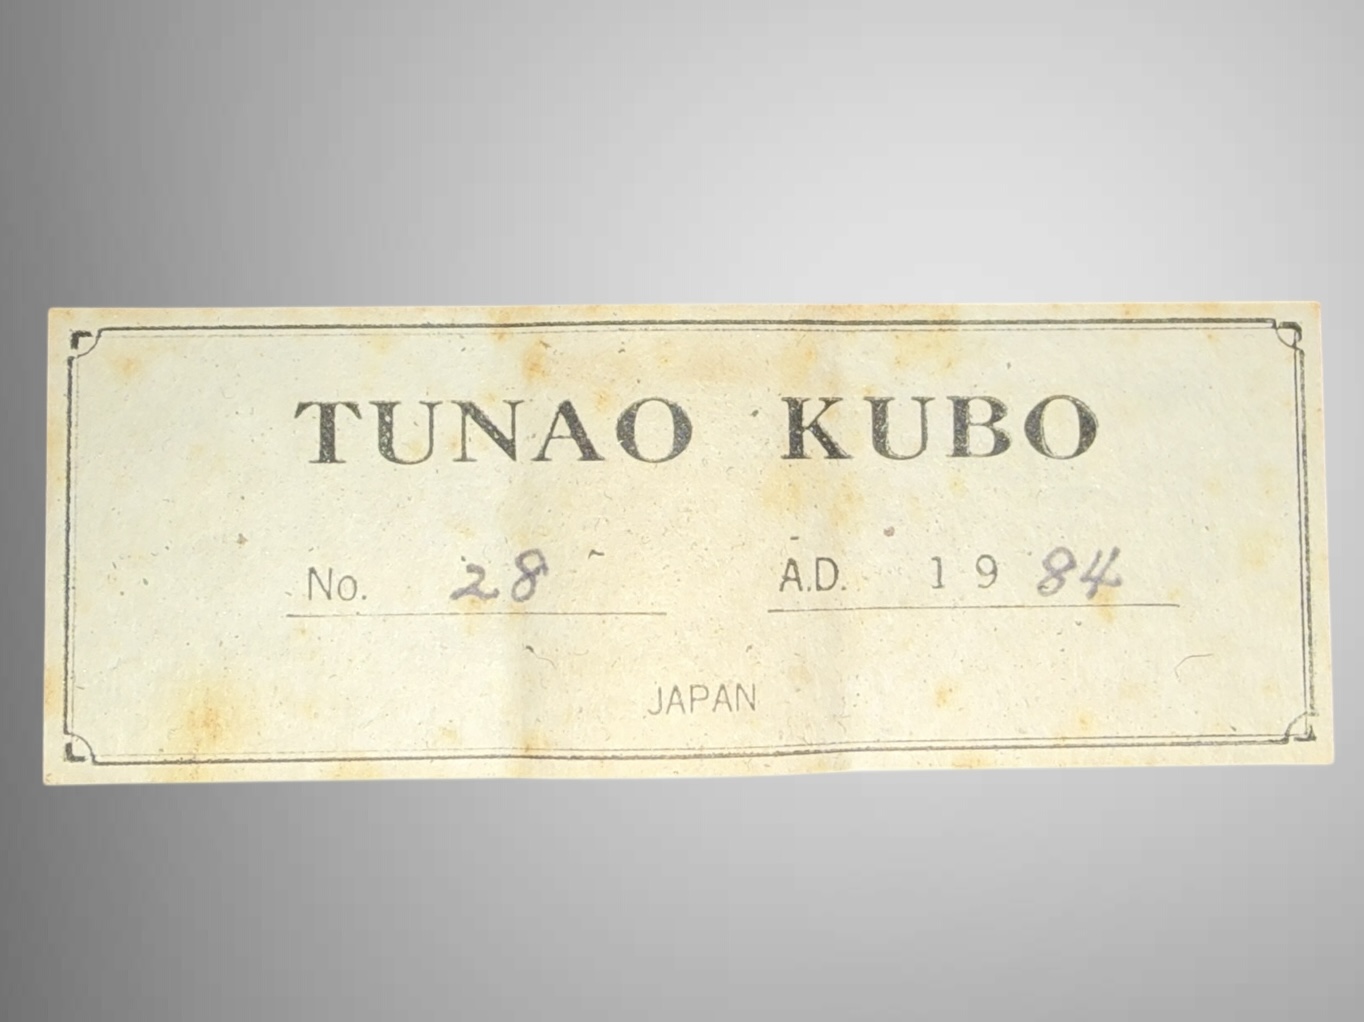 TUNAO KUBO
No. 28 A.D. 1984
JAPAN